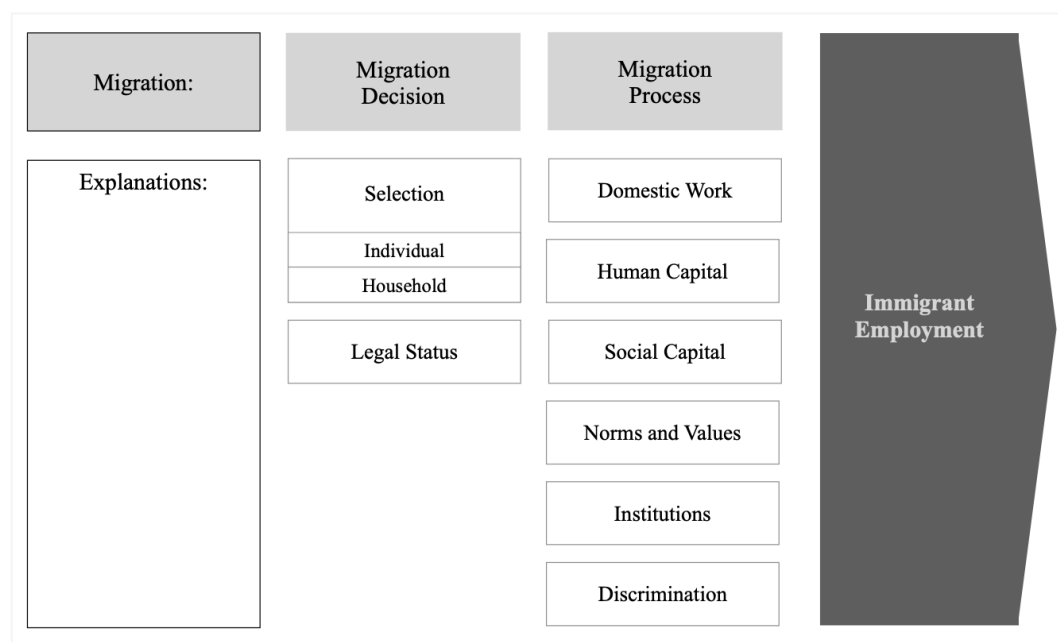 Migration:
Migration
Decision
Migration
Process
Explanations:
Selection
Individual
Household
Legal Status
Domestic Work
Human Capital
Social Capital
Norms and Values
Institutions
Discrimination
Immigrant
Employment